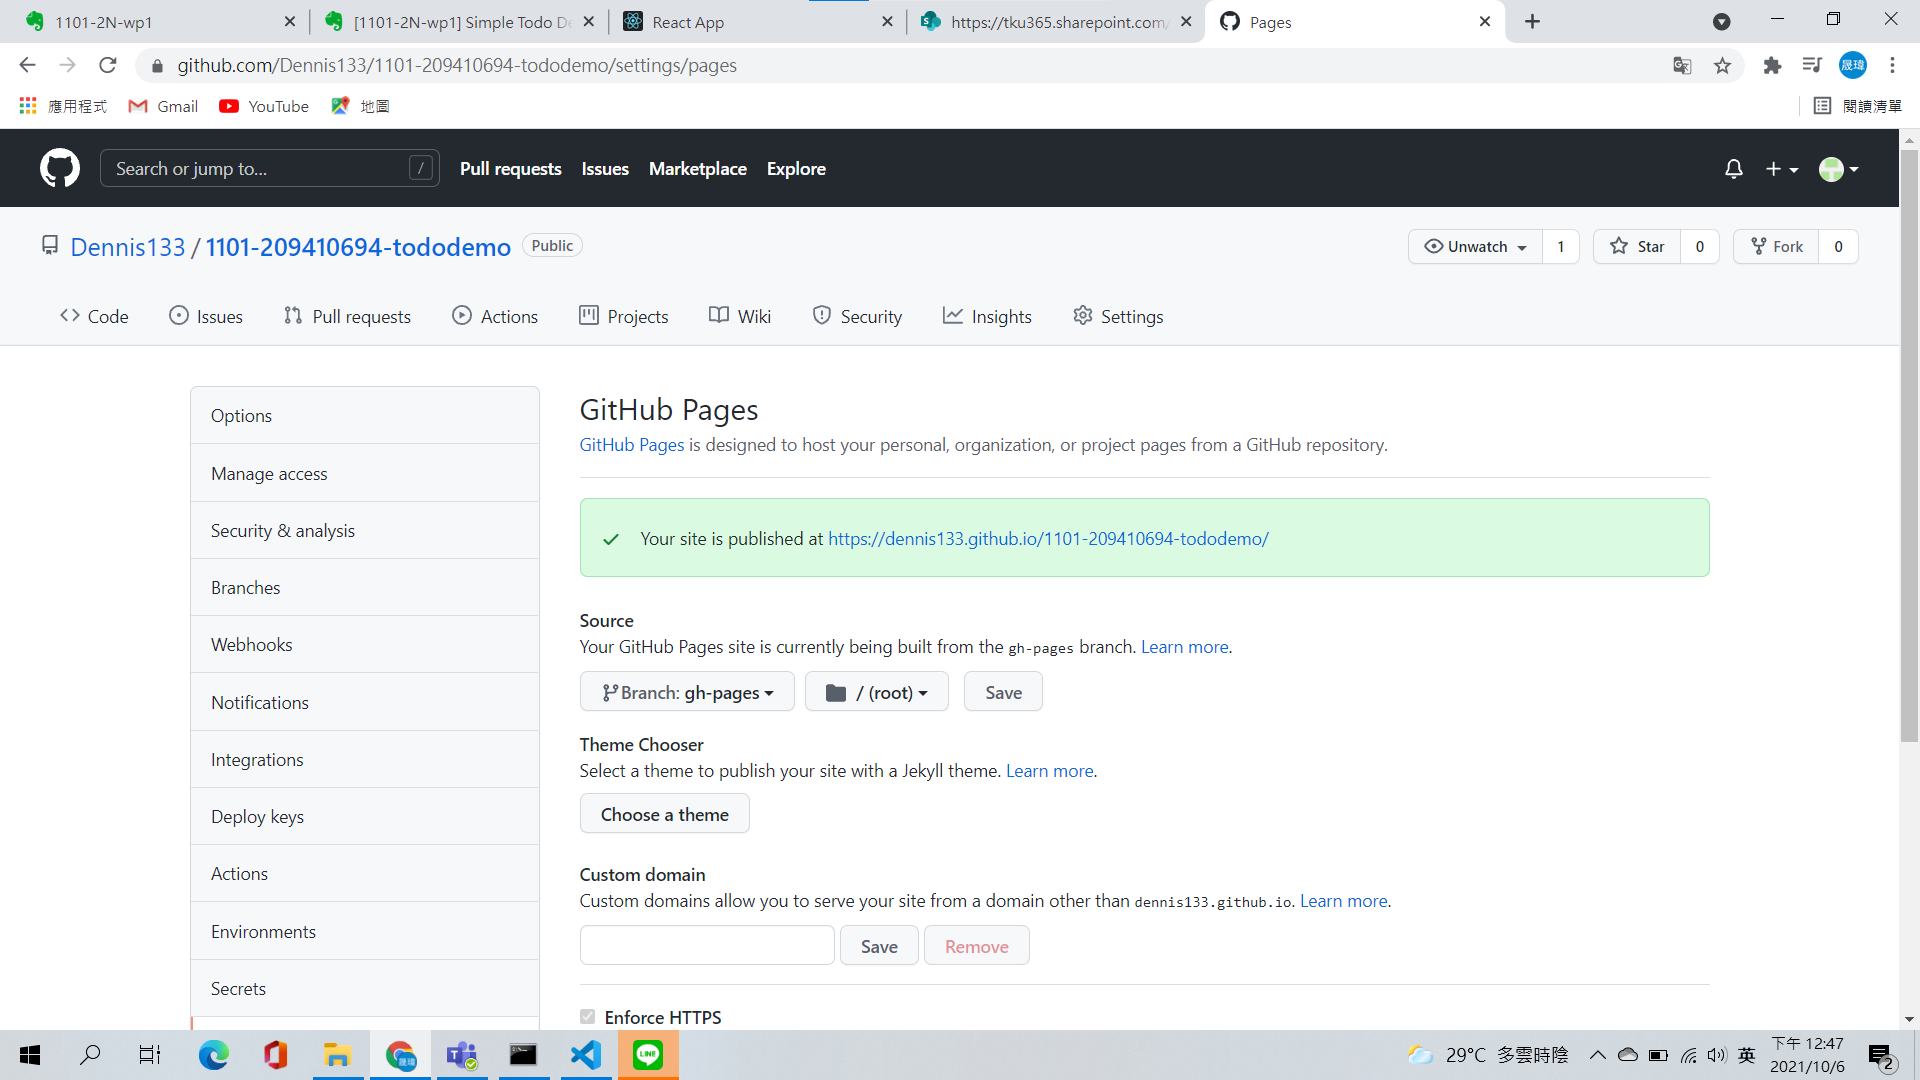 1101-2N-wp1
[1101-2N-wp1] Simple Todo De
React App
https://tku365.sharepoint.com/
Pages
github.com/Dennis133/1101-209410694-tododemo/settings/pages
晟瑋
應用程式
Gmail
YouTube
地圖
閱讀清單
Search or jump to...
/
Pull requests
Issues
Marketplace
Explore
Dennis133 / 1101-209410694-tododemo
Public
Unwatch
1
Star
0
Fork
0
Code
Issues
Pull requests
Actions
Projects
Wiki
Security
Insights
Settings
Options
Manage access
Security & analysis
Branches
Webhooks
Notifications
Integrations
Deploy keys
Actions
Environments
Secrets
GitHub Pages
GitHub Pages is designed to host your personal, organization, or project pages from a GitHub repository.
Your site is published at https://dennis133.github.io/1101-209410694-tododemo/
Source
Your GitHub Pages site is currently being built from the gh-pages branch. Learn more.
Branch: gh-pages
/ (root)
Save
Theme Chooser
Select a theme to publish your site with a Jekyll theme. Learn more.
Choose a theme
Custom domain
Custom domains allow you to serve your site from a domain other than dennis133.github.io. Learn more.
Save
Remove
Enforce HTTPS
LINE
29°C 多雲時陰
英
下午 12:47
2021/10/6
2